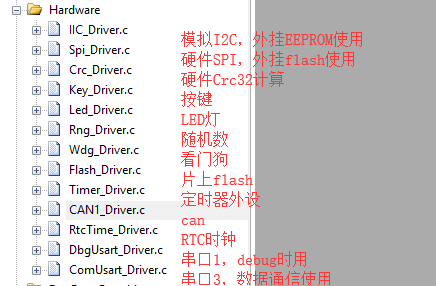 Hardware
IIC_Driver.c 模拟I2C，外挂EEPROM使用
Spi_Driver.c 硬件SPI，外挂flash使用
Crc_Driver.c 硬件Crc32计算
Key_Driver.c 按键
Led_Driver.c LED灯
Rng_Driver.c 随机数
Wdg_Driver.c 看门狗
Flash_Driver.c 片上flash
Timer_Driver.c 定时器外设
CAN1_Driver.c can
RtcTime_Driver.c RTC时钟
DbgUsart_Driver.c 串口1，debug时用
ComUsart_Driver.c 串口3，数据通信使用